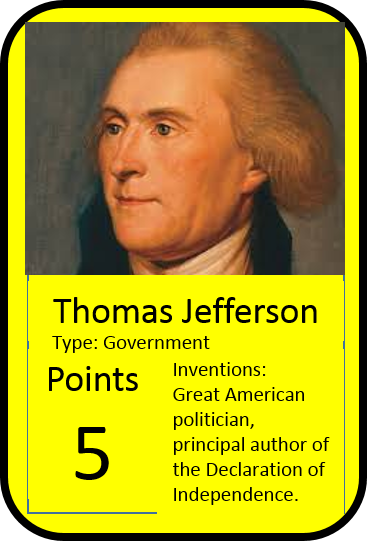 Thomas Jefferson
Type: Government
Points
5
Inventions:
Great American
politician,
principal author of
the Declaration of
Independence.